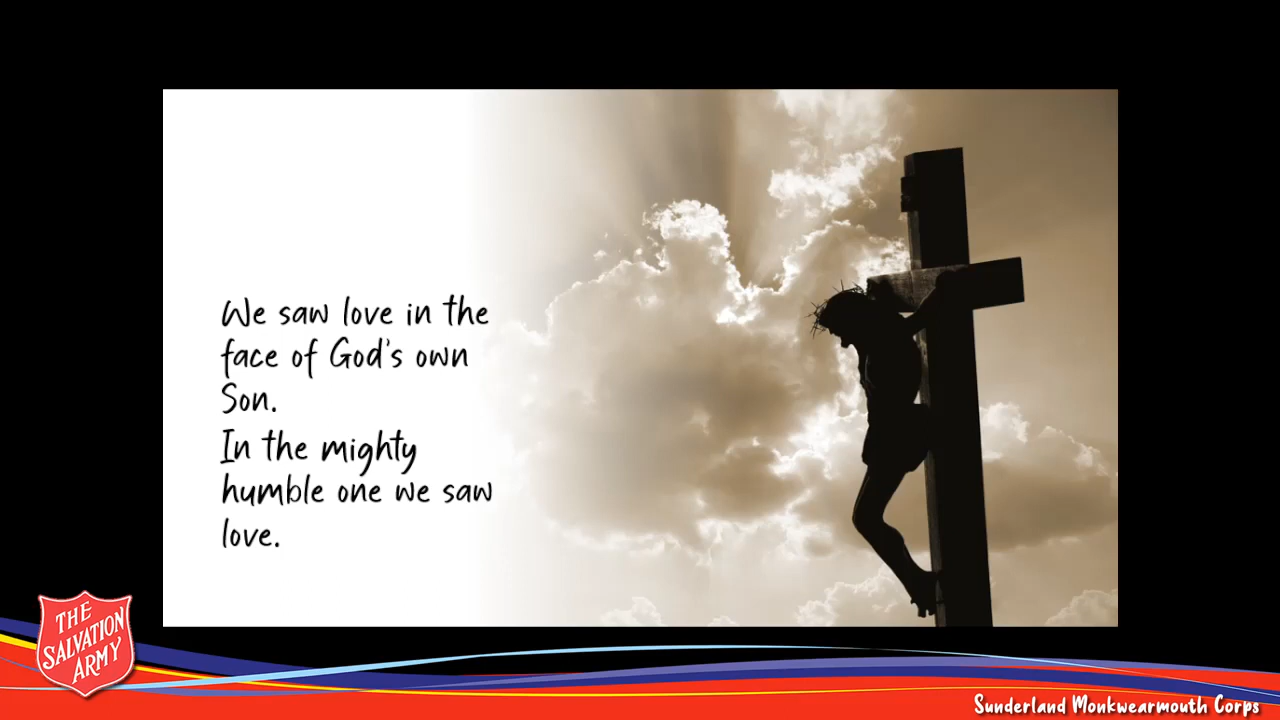 We saw love in the
face of God's own
Son.
In the mighty
humble one we saw
love.
THE
SALVATION
ARMY
Sunderland Monkwearmouth Corps